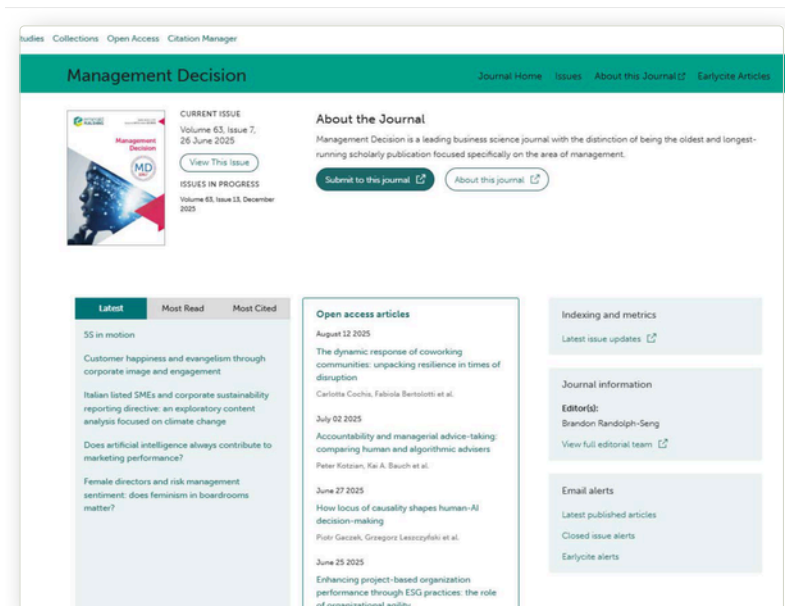 tudies Collections Open Access Citation Manager
Management Decision
Journal Home Issues About this Journal Earlycite Articles
Management
Decision
MD
CURRENT ISSUE
Volume 63, Issue 7,
26 June 2025
View This Issue
ISSUES IN PROGRESS
Volume 63, Issue 13, December
2025
About the Journal
Management Decision is a leading business science journal with the distinction of being the oldest and longest-
running scholarly publication focused specifically on the area of management.
Submit to this journal
About this journal
Latest Most Read Most Cited
5S in motion
Customer happiness and evangelism through
corporate image and engagement
Italian listed SMEs and corporate sustainability
reporting directive: an exploratory content
analysis focused on climate change
Does artificial intelligence always contribute to
marketing performance?
Female directors and risk management
sentiment: does feminism in boardrooms
matter?
Open access articles
August 12 2025
The dynamic response of coworking
communities: unpacking resilience in times of
disruption
Carlotta Cochis, Fabiola Bertolotti et al.
July 02 2025
Accountability and managerial advice-taking:
comparing human and algorithmic advisers
Peter Kotzian, Kai A. Bauch et al.
June 27 2025
How locus of causality shapes human-AI
decision-making
Piotr Gaczek, Grzegorz Leszczyński et al.
June 25 2025
Enhancing project-based organization
performance through ESG practices: the role
of organizational agility
Indexing and metrics
Latest issue updates
Journal information
Editor(s):
Brandon Randolph-Seng
View full editorial team
Email alerts
Latest published articles
Closed issue alerts
Earlycite alerts